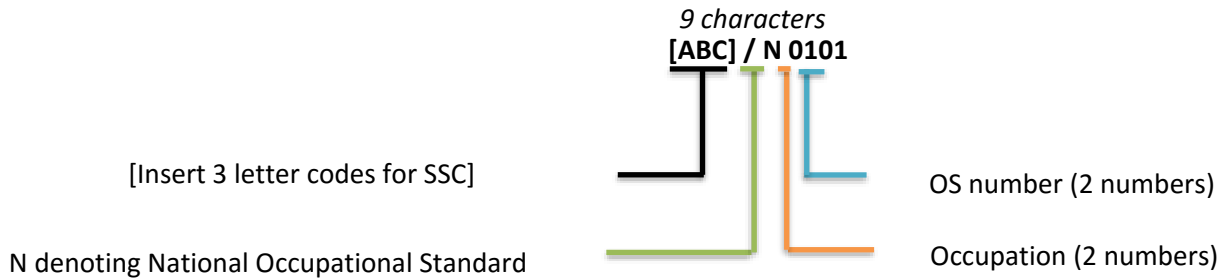 9 characters
[ABC] / N 0101
[Insert 3 letter codes for SSC]
OS number (2 numbers)
N denoting National Occupational Standard
Occupation (2 numbers)